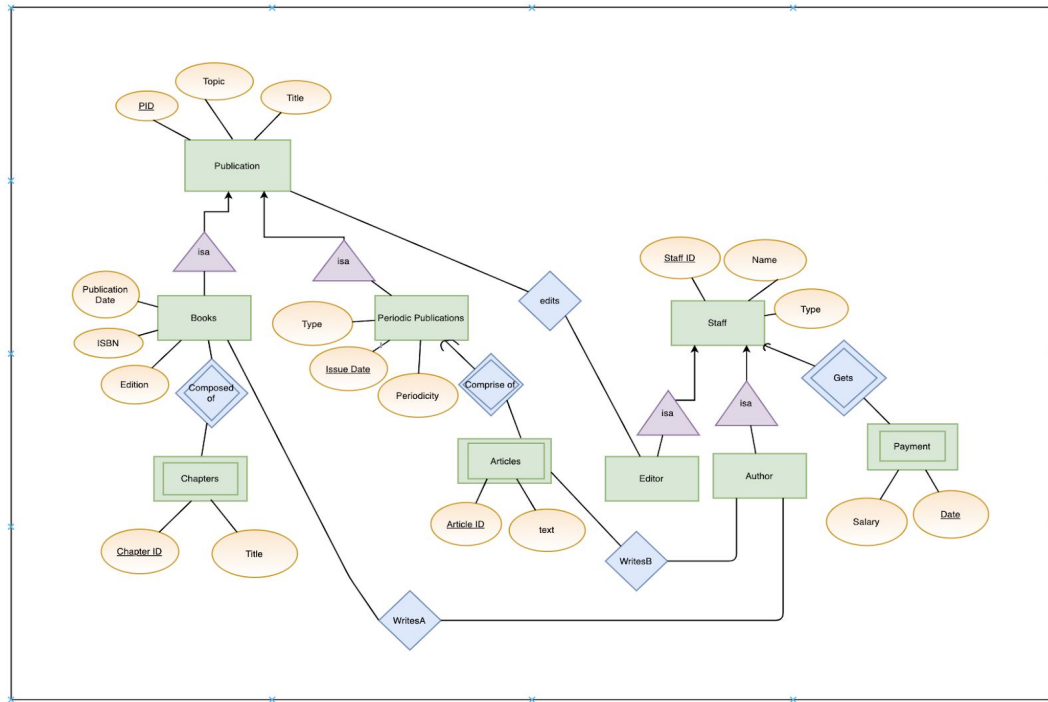 Topic
PID
Title
Publication
isa
isa
Staff ID
Name
Publication
Date
Books
ISBN
Edition
Type
Periodic Publications
Issue Date
Periodicity
edits
Staff
Type
Composed
of
Comprise of
isa
isa
Gets
Chapters
Articles
Editor
Author
Payment
Chapter ID
Title
Article ID
text
Salary
Date
WritesB
WritesA